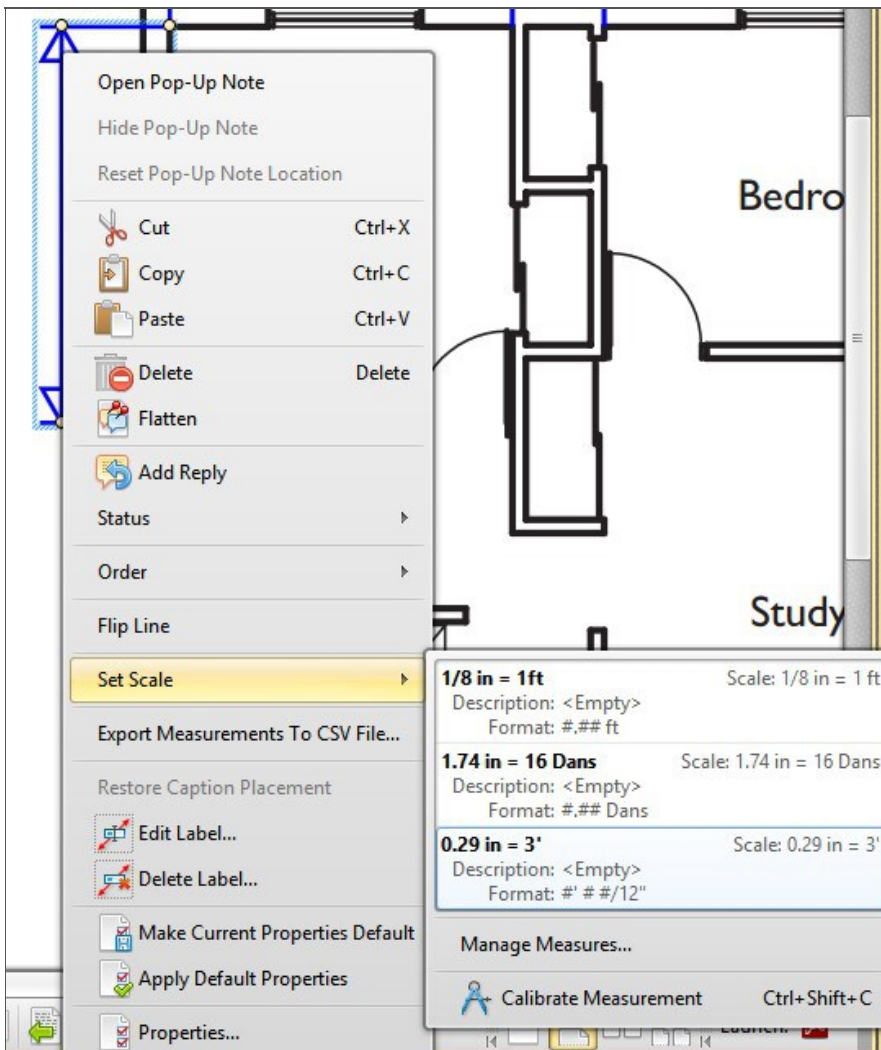 Open Pop-Up Note
Hide Pop-Up Note
Reset Pop-Up Note Location
Cut Ctrl+X
Copy Ctrl+C
Paste Ctrl+V
Delete Delete
Flatten
Add Reply
Status
Order
Flip Line
Set Scale
Export Measurements To CSV File...
Restore Caption Placement
Edit Label...
Delete Label...
Make Current Properties Default
Apply Default Properties
Properties...
Bedro
Study
1/8 in = 1ft Scale: 1/8 in = 1 ft
Description: <Empty>
Format: #.## ft
1.74 in = 16 Dans Scale: 1.74 in = 16 Dans
Description: <Empty>
Format: #.## Dans
0.29 in = 3' Scale: 0.29 in = 3'
Description: <Empty>
Format: #' # #/12"
Manage Measures...
Calibrate Measurement Ctrl+Shift+C
Launch: